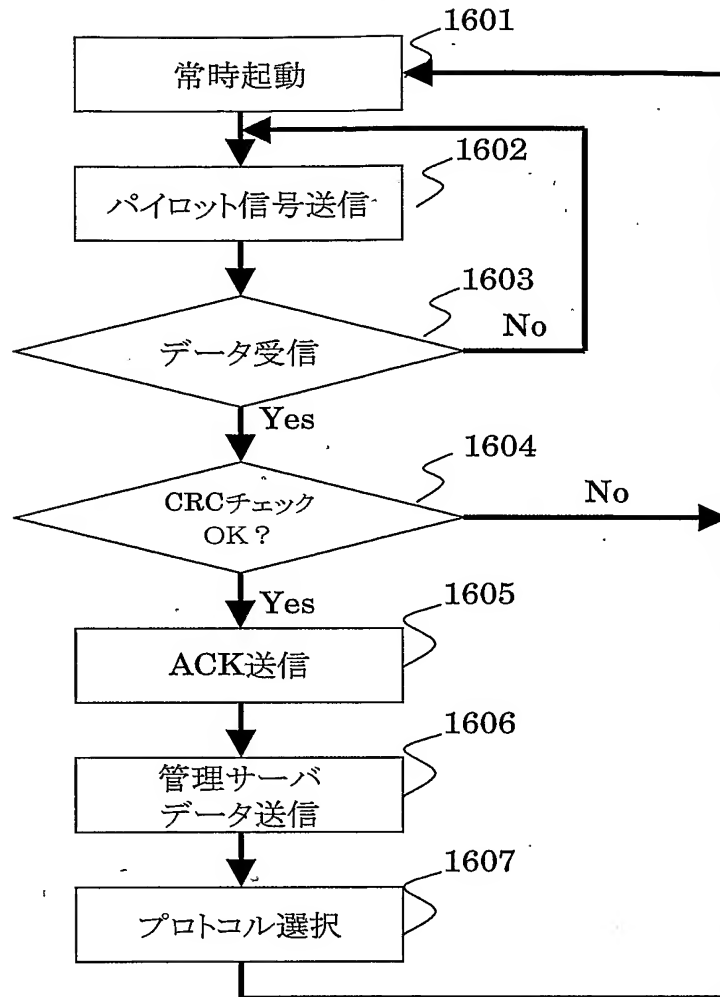 1601
常時起動
1602
パイロット信号送信
1603
データ受信
No
Yes
1604
CRCチェック
OK？
No
Yes
1605
ACK送信
1606
管理サーバ
データ送信
1607
プロトコル選択